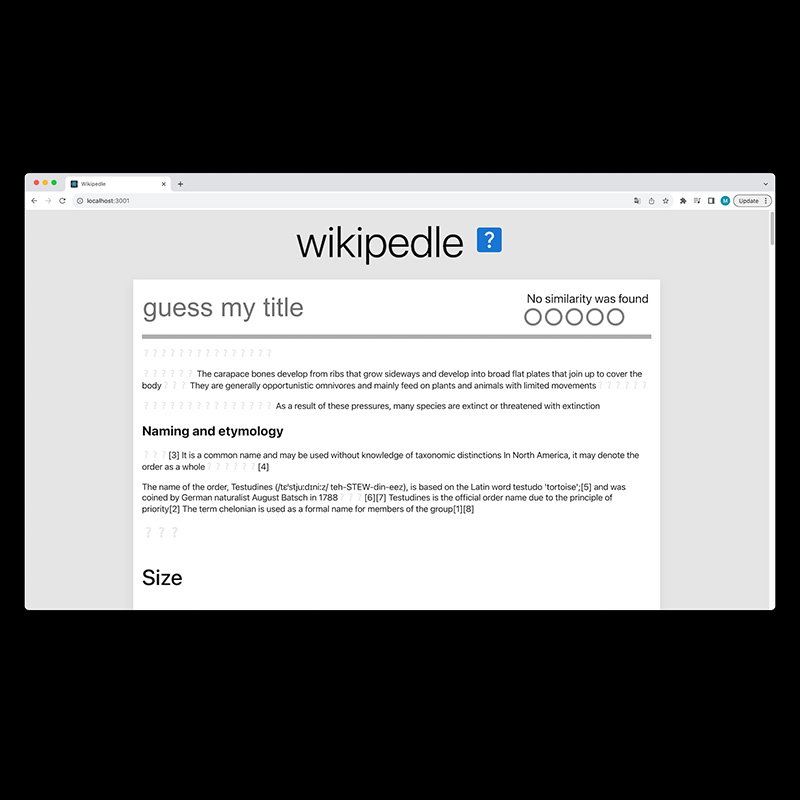 Wikipedle
localhost:3001
M
Update
wikipedle ?
guess my title
No similarity was found
? ? ? ? ? ? ? ? ? ? ? ? ? ? ?
? ? ? ? ? ? The carapace bones develop from ribs that grow sideways and develop into broad flat plates that join up to cover the
body ? ? ? They are generally opportunistic omnivores and mainly feed on plants and animals with limited movements ? ? ? ? ? ?
? ? ? ? ? ? ? ? ? ? ? ? ? ? ? As a result of these pressures, many species are extinct or threatened with extinction
Naming and etymology
? ? ? [3] It is a common name and may be used without knowledge of taxonomic distinctions In North America, it may denote the
order as a whole ? ? ? ? ? ? [4]
The name of the order, Testudines (/tɛˈstjuːdɪniːz/ teh-STEW-din-eez), is based on the Latin word testudo 'tortoise';[5] and was
coined by German naturalist August Batsch in 1788 ? ? ? [6][7] Testudines is the official order name due to the principle of
priority[2] The term chelonian is used as a formal name for members of the group[1][8]
? ? ?
Size